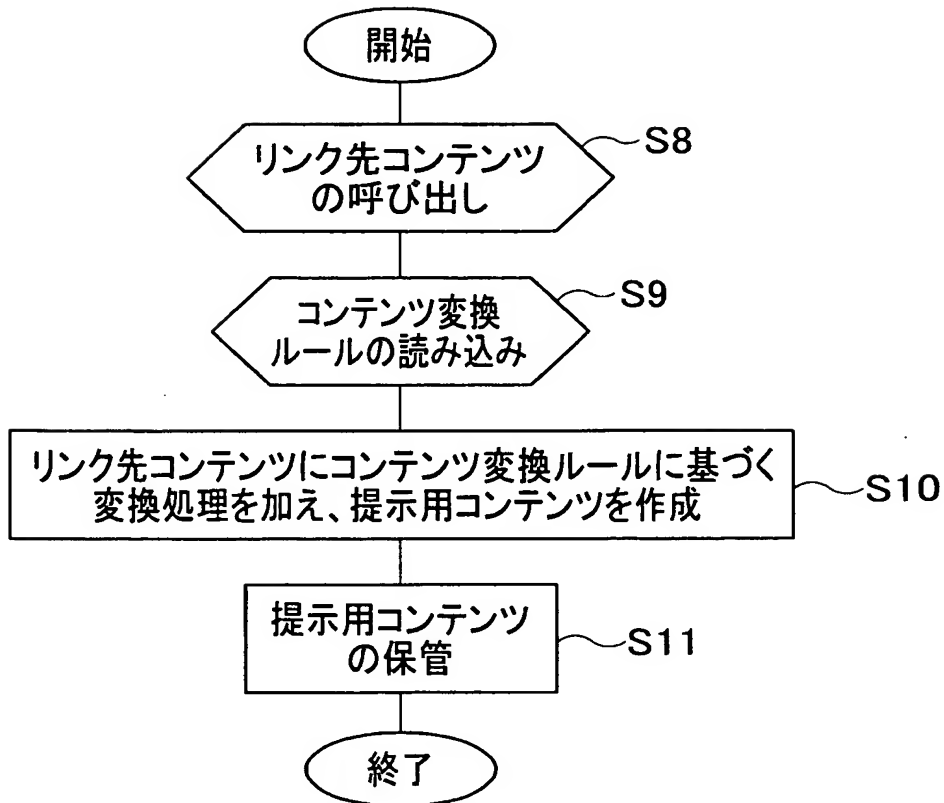 開始
リンク先コンテンツ
の呼び出し
S8
コンテンツ変換
ルールの読み込み
S9
リンク先コンテンツにコンテンツ変換ルールに基づく
変換処理を加え、提示用コンテンツを作成
S10
提示用コンテンツ
の保管
S11
終了